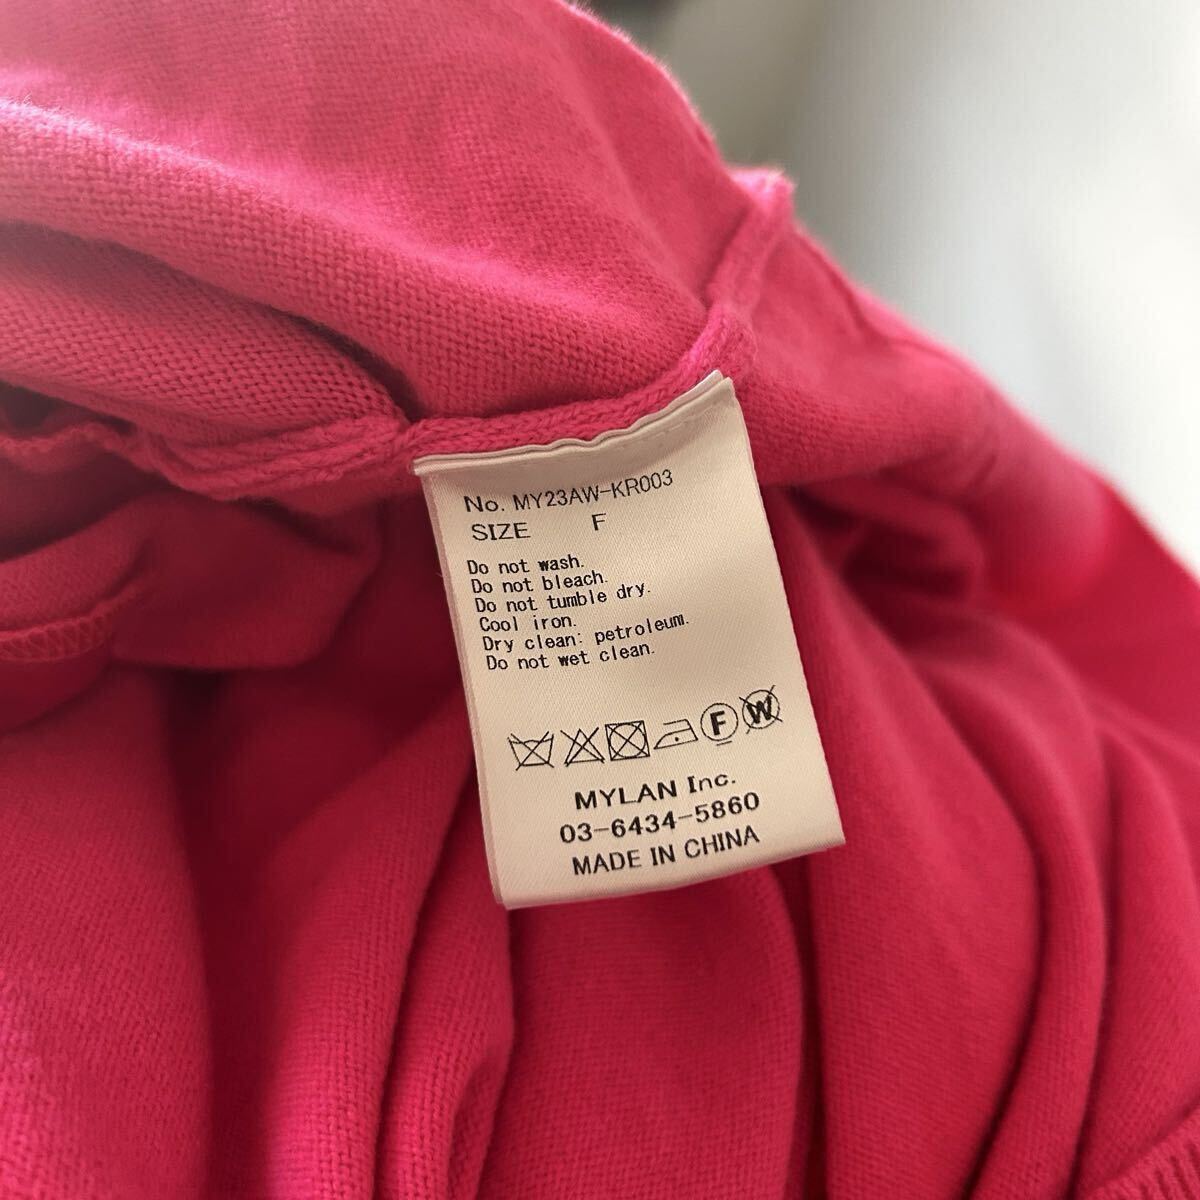 No. MY23AW-KR003
SIZE F
Do not wash.
Do not bleach.
Do not tumble dry.
Cool iron.
Dry clean: petroleum.
Do not wet clean.
F W
MYLAN Inc.
03-6434-5860
MADE IN CHINA